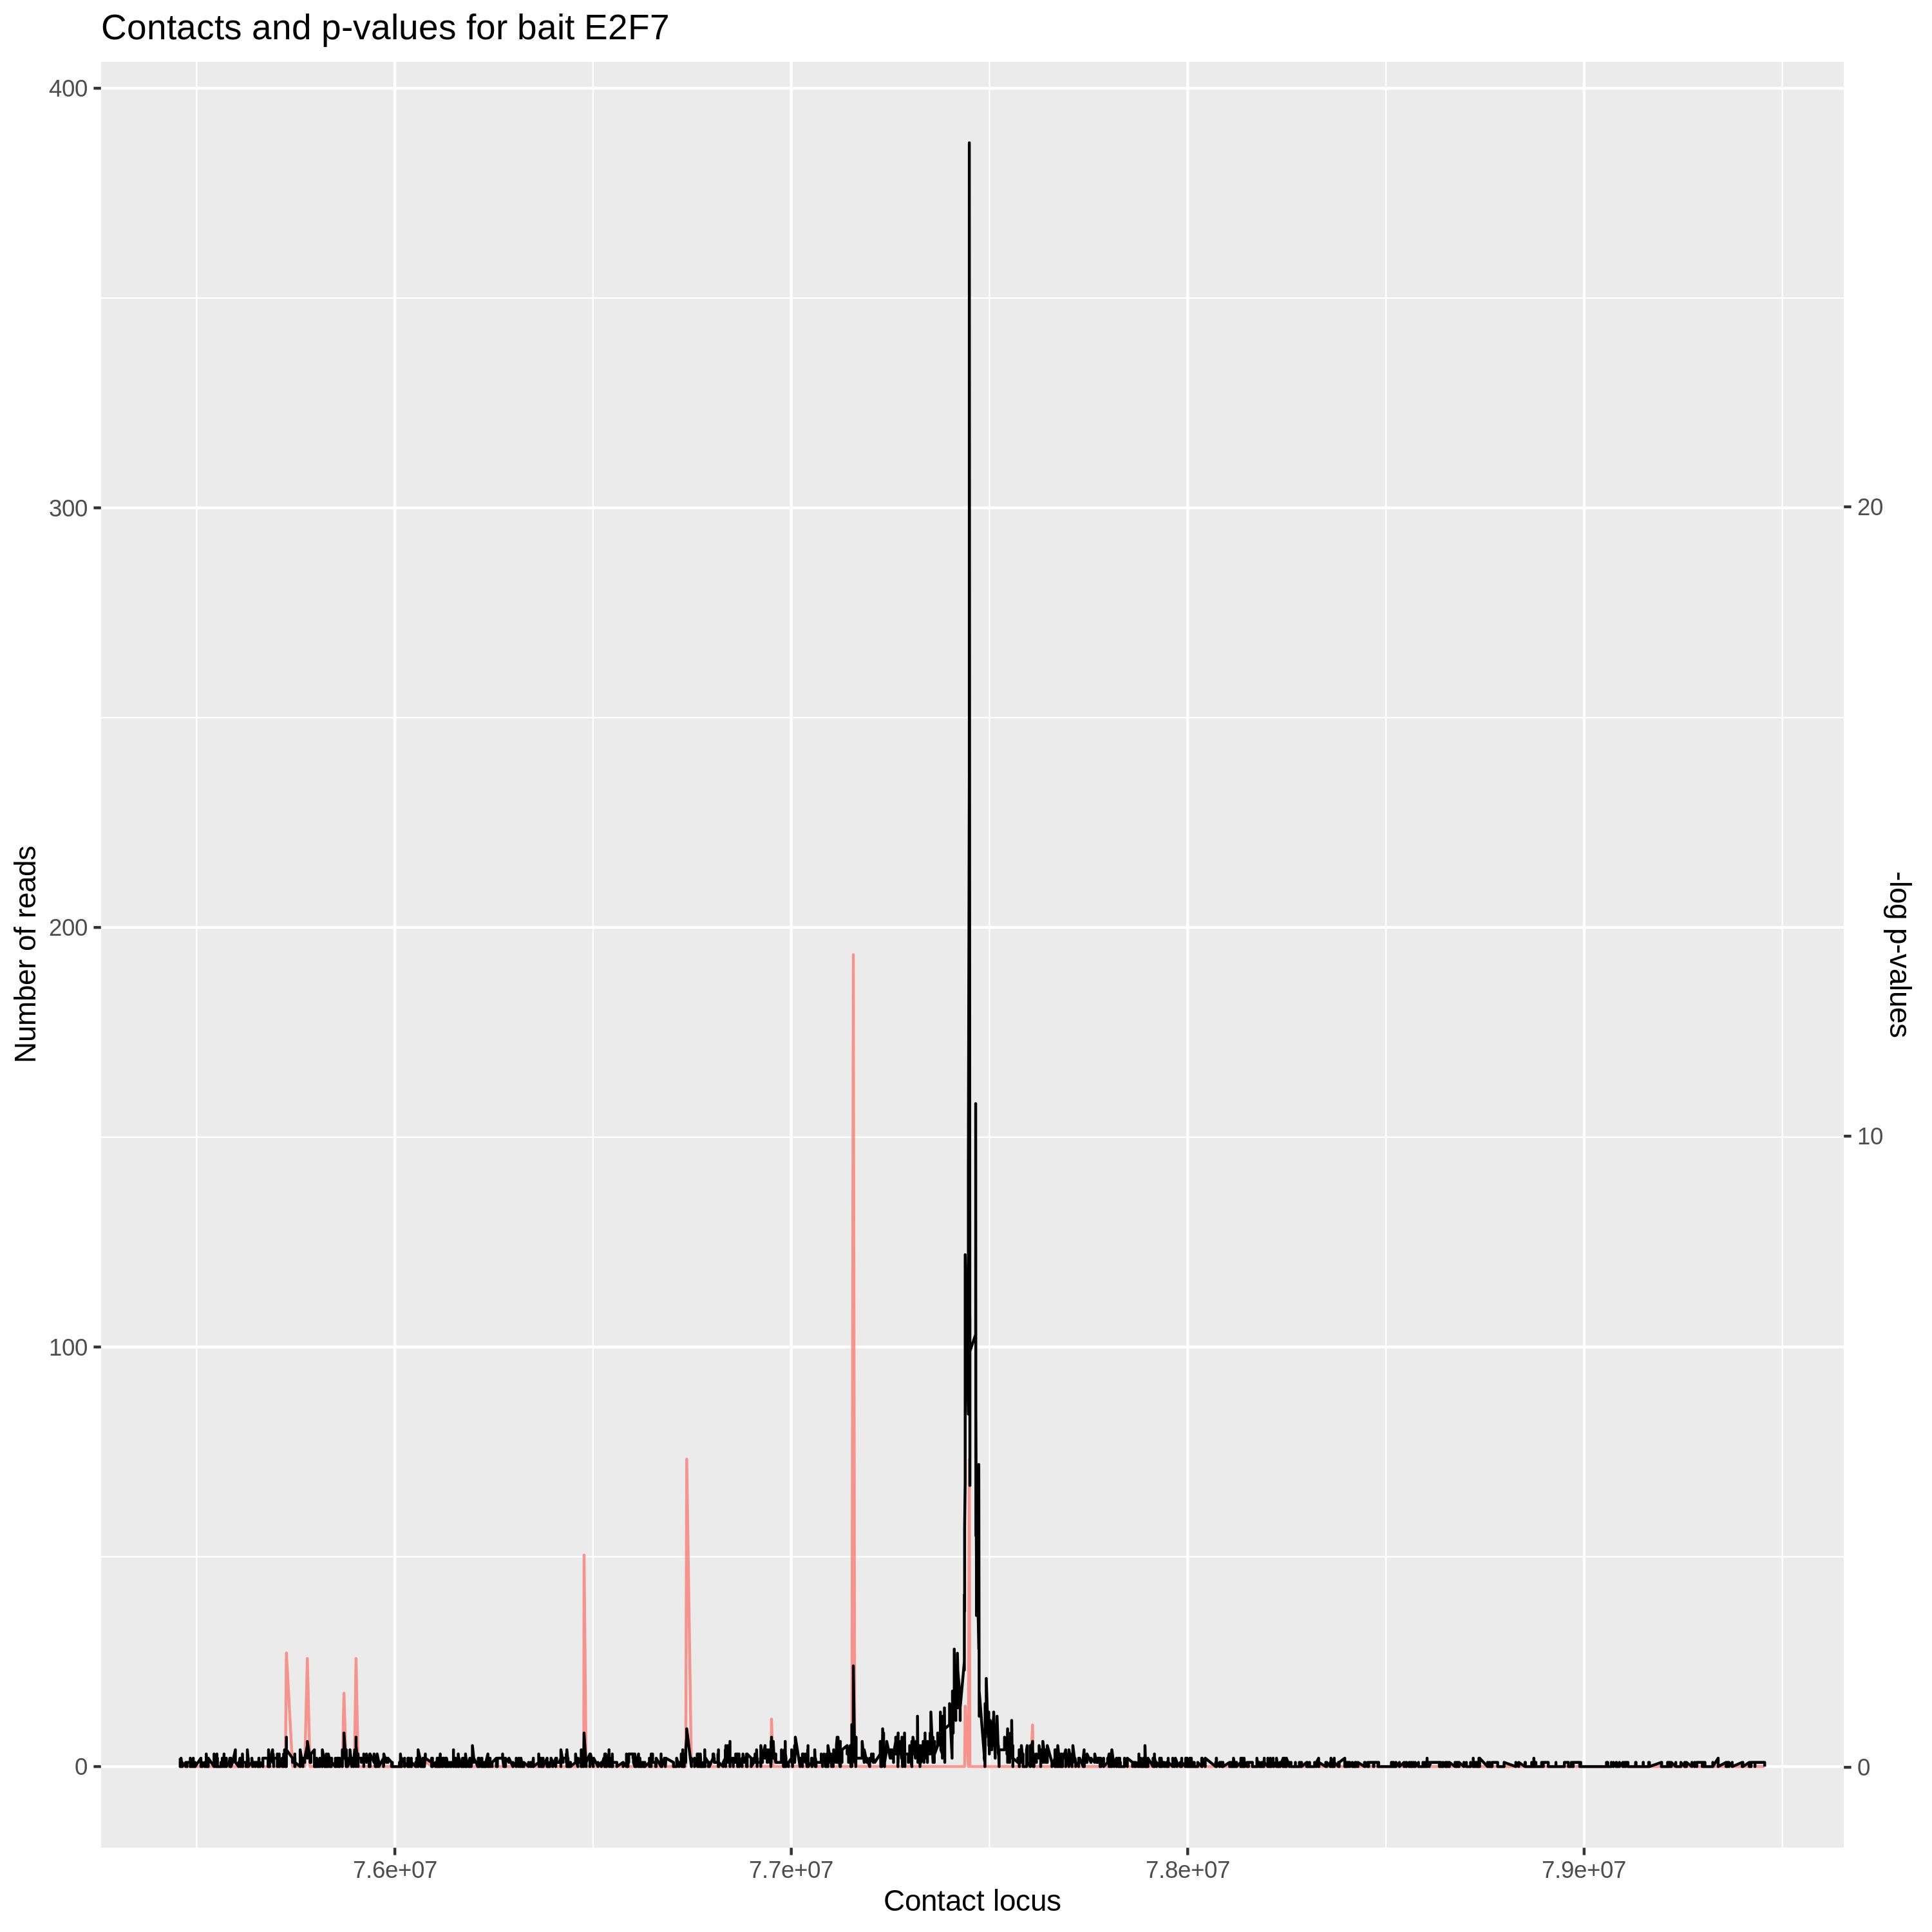 Contacts and p-values for bait E2F7
400
300
200
100
0
Number of reads
20
10
0
-log p-values
7.6e+07
7.7e+07
7.8e+07
7.9e+07
Contact locus